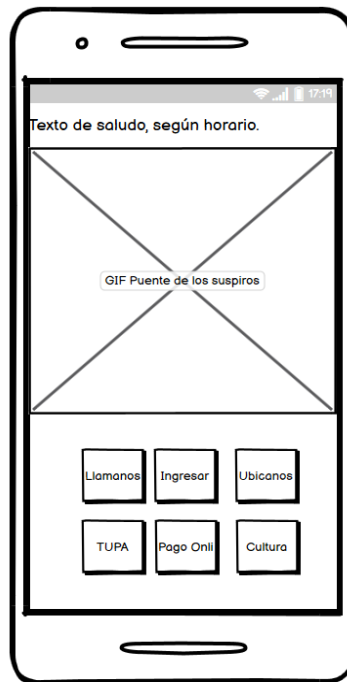 17:19
Texto de saludo, según horario.
GIF Puente de los suspiros
Llamanos Ingresar Ubicanos
TUPA Pago Onli Cultura